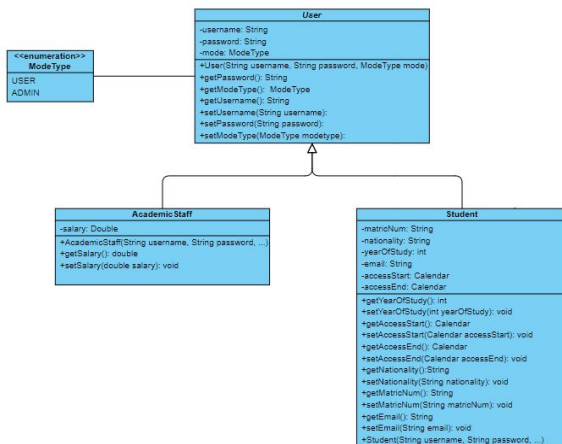 User
-username: String
-password: String
-mode: ModeType
+User(String username, String password, ModeType mode)
+getPassword(): String
+getModeType(): ModeType
+getUsername(): String
+setUsername(String username):
+setPassword(String password):
+setModeType(ModeType modetype):
<<enumeration>>
ModeType
USER
ADMIN
AcademicStaff
-salary: Double
+AcademicStaff(String username, String password, ...)
+getSalary(): double
+setSalary(double salary): void
Student
-matricNum: String
-nationality: String
-yearOfStudy: int
-email: String
-accessStart: Calendar
-accessEnd: Calendar
+getYearOfStudy(): int
+setYearOfStudy(int yearOfStudy): void
+getAccessStart(): Calendar
+setAccessStart(Calendar accessStart): void
+getAccessEnd(): Calendar
+setAccessEnd(Calendar accessEnd): void
+getNationality():String
+setNationality(String nationality): void
+getMatricNum(): String
+setMatricNum(String matricNum): void
+getEmail(): String
+setEmail(String email): void
+Student(String username, String password, ...)